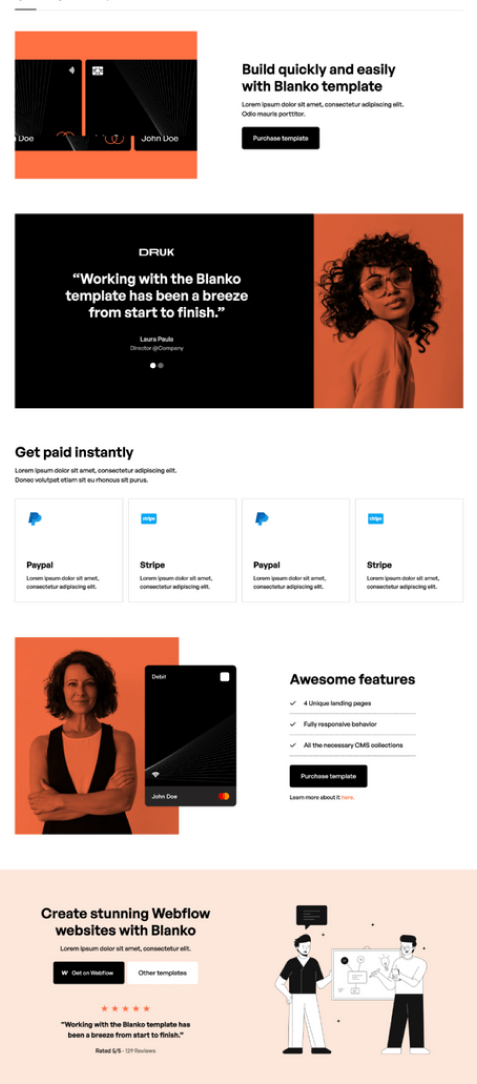 Build quickly and easily
with Blanko template
Lorem ipsum dolor sit amet, consectetur adipiscing elit.
Odio mauris porttitor.
Purchase template
John Doe
John Doe
DRUK
“Working with the Blanko
template has been a breeze
from start to finish.”
Laura Paula
Director @Company
Get paid instantly
Lorem ipsum dolor sit amet, consectetur adipiscing elit.
Donec volutpat etiam sit eu rhoncus sit purus.
stripe
stripe
Paypal
Stripe
Paypal
Stripe
Lorem ipsum dolor sit amet,
consectetur adipiscing elit.
Lorem ipsum dolor sit amet,
consectetur adipiscing elit.
Lorem ipsum dolor sit amet,
consectetur adipiscing elit.
Lorem ipsum dolor sit amet,
consectetur adipiscing elit.
Debit
John Doe
Awesome features
4 Unique landing pages
Fully responsive behavior
All the necessary CMS collections
Purchase template
Learn more about it here.
Create stunning Webflow
websites with Blanko
Lorem ipsum dolor sit amet, consectetur elit.
Get on Webflow
Other templates
“Working with the Blanko template has
been a breeze from start to finish.”
Rated 5/5 - 129 Reviews